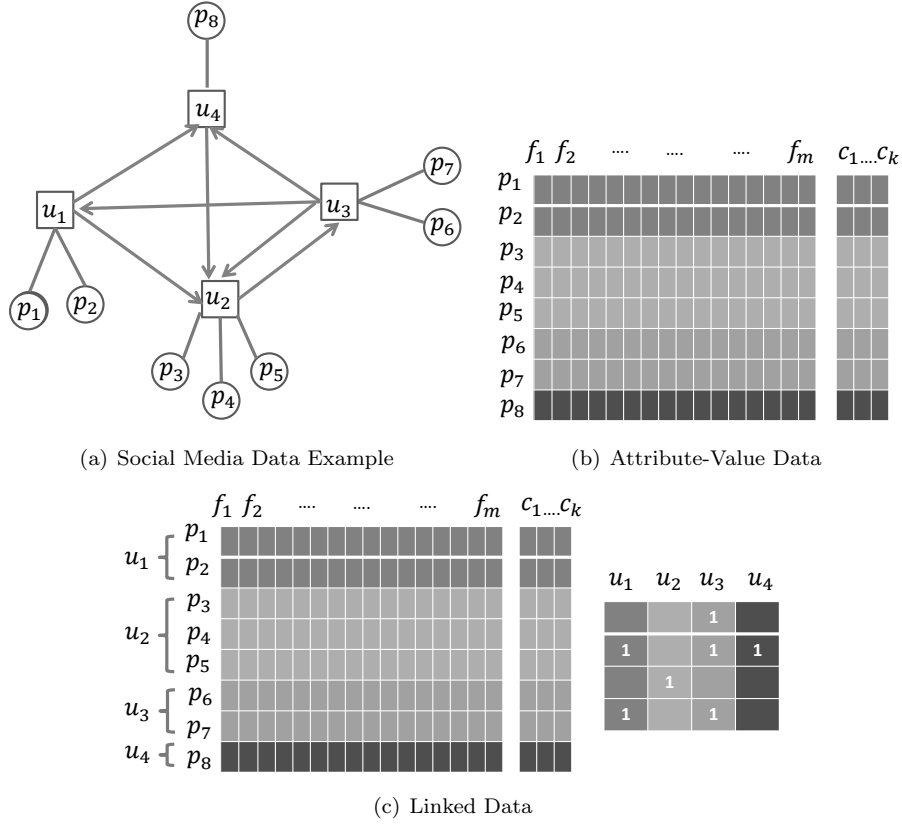 p₈
u₄
p₇
u₁
u₃
p₆
u₂
p₁ p₂
p₃ p₅
p₄
(a) Social Media Data Example
f₁ f₂ .... .... .... fₘ c₁....cₖ
p₁
p₂
p₃
p₄
p₅
p₆
p₇
p₈
(b) Attribute-Value Data
f₁ f₂ .... .... .... fₘ c₁....cₖ
u₁ p₁
p₂
u₂ p₃
p₄
p₅
u₃ p₆
p₇
u₄ p₈
u₁ u₂ u₃ u₄
1
1 1 1
1
1 1
(c) Linked Data